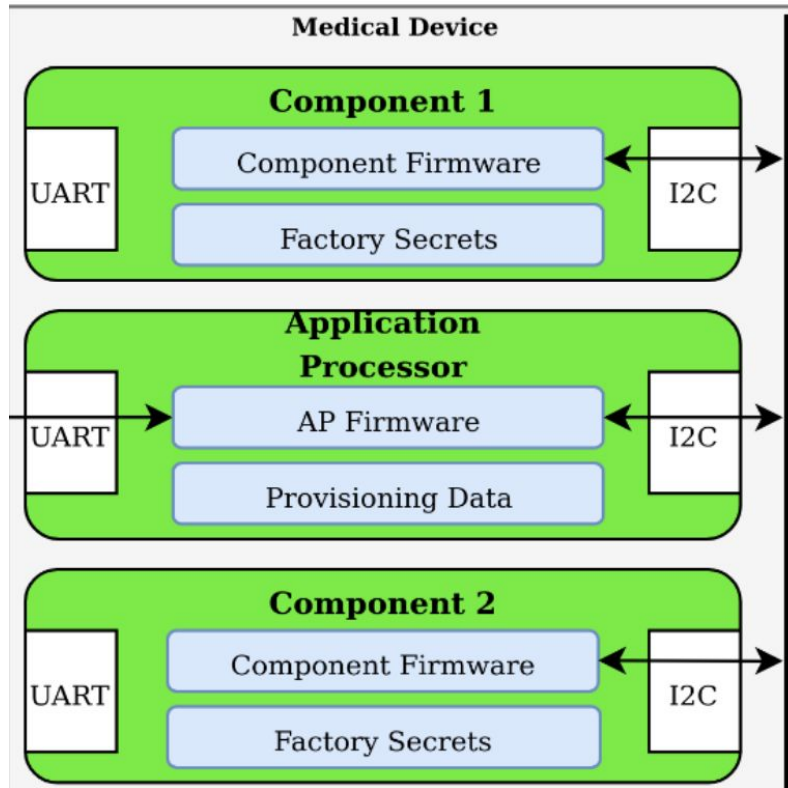 Medical Device
Component 1
UART
Component Firmware
I2C
Factory Secrets
Application
Processor
UART
AP Firmware
I2C
Provisioning Data
Component 2
UART
Component Firmware
I2C
Factory Secrets